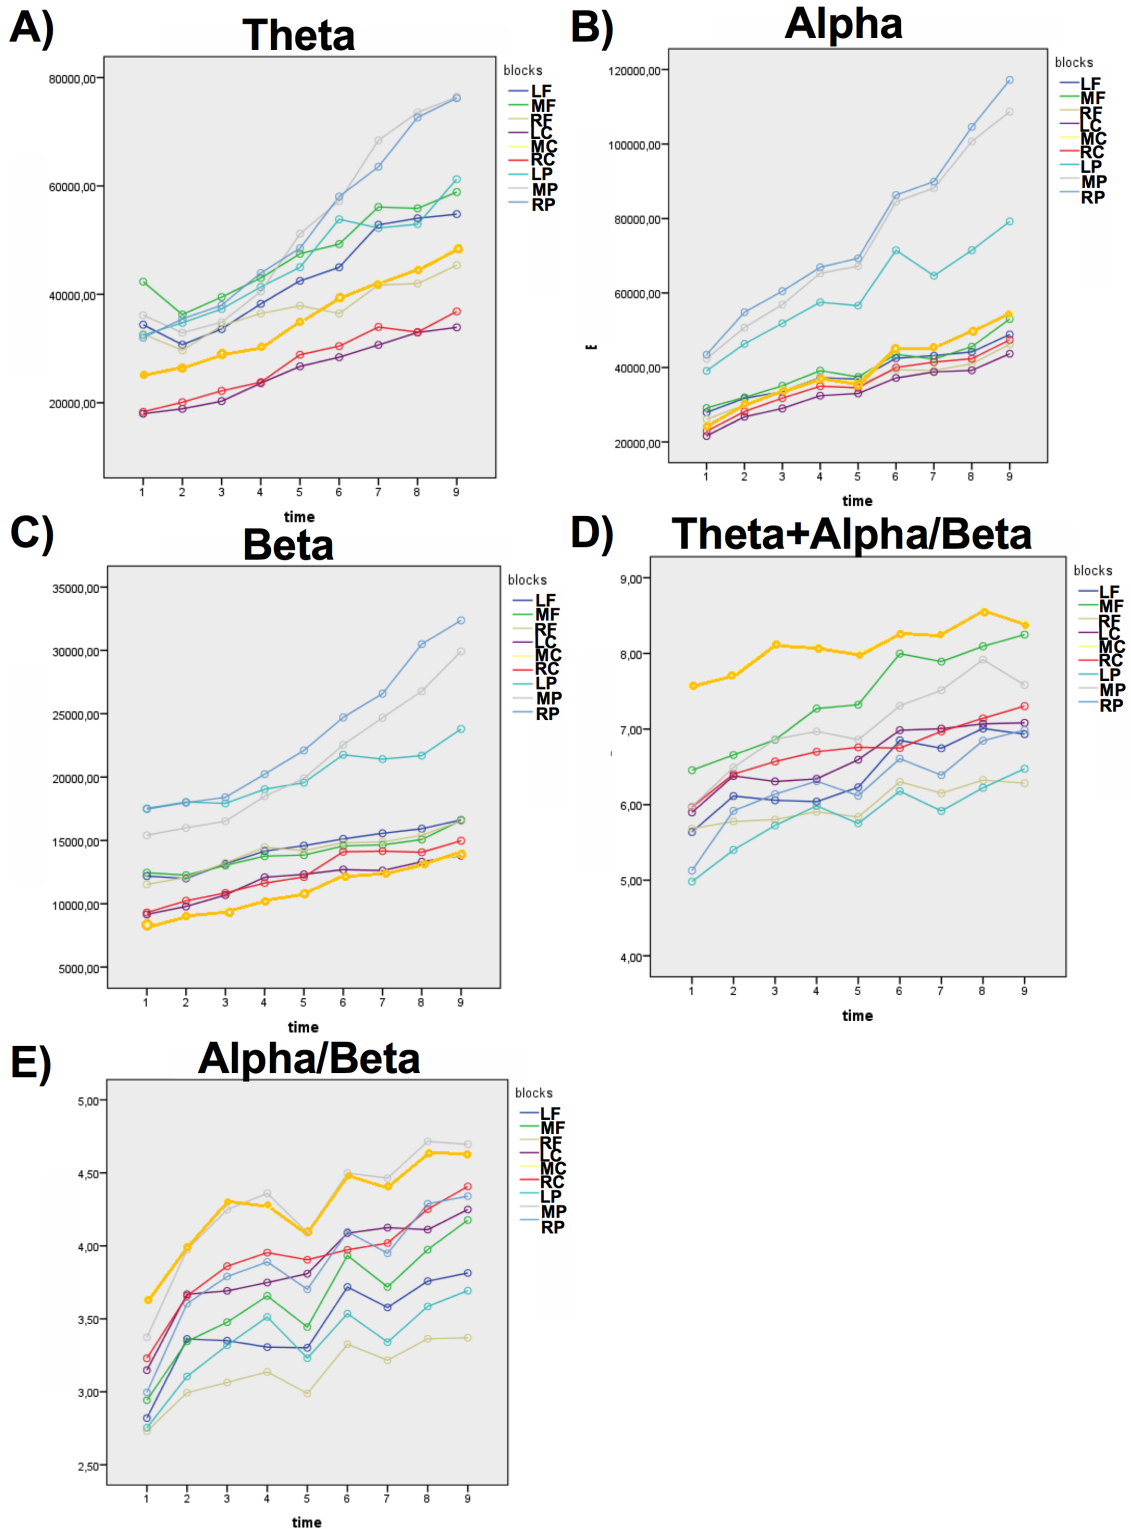 A)
Theta
80000,00
60000,00
40000,00
20000,00
1 2 3 4 5 6 7 8 9
time
blocks
LF
MF
RF
LC
MC
RC
LP
MP
RP
B)
Alpha
120000,00
100000,00
80000,00
60000,00
40000,00
20000,00
1 2 3 4 5 6 7 8 9
time
blocks
LF
MF
RF
LC
MC
RC
LP
MP
RP
C)
Beta
35000,00
30000,00
25000,00
20000,00
15000,00
10000,00
5000,00
1 2 3 4 5 6 7 8 9
time
blocks
LF
MF
RF
LC
MC
RC
LP
MP
RP
D)
Theta+Alpha/Beta
9,00
8,00
7,00
6,00
5,00
4,00
1 2 3 4 5 6 7 8 9
time
blocks
LF
MF
RF
LC
MC
RC
LP
MP
RP
E)
Alpha/Beta
5,00
4,50
4,00
3,50
3,00
2,50
1 2 3 4 5 6 7 8 9
time
blocks
LF
MF
RF
LC
MC
RC
LP
MP
RP